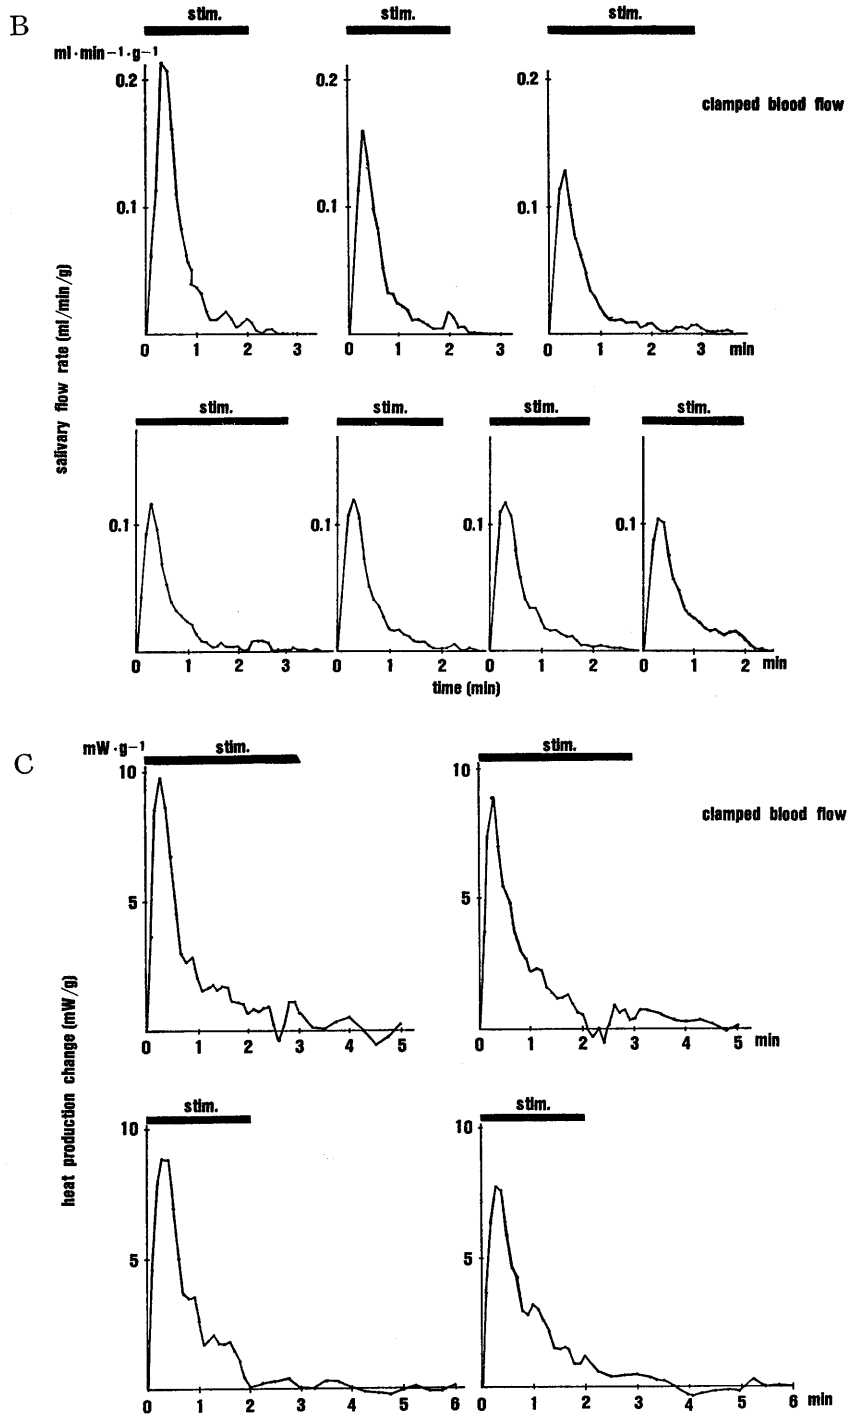 B
stim. stim. stim.
ml·min−1·g−1
0.2 0.2 0.2
clamped blood flow
0.1 0.1 0.1
0 1 2 3 0 1 2 3 0 1 2 3 min
salivary flow rate (ml/min/g)
stim. stim. stim. stim.
0.1 0.1 0.1 0.1
0 1 2 3 0 1 2 0 1 2 0 1 2 min
time (min)
C
mW·g−1 stim. stim.
10 10
clamped blood flow
5 5
0 1 2 3 4 5 0 1 2 3 4 5 min
heat production change (mW/g)
stim. stim.
10 10
5 5
0 1 2 3 4 5 6 0 1 2 3 4 5 6 min